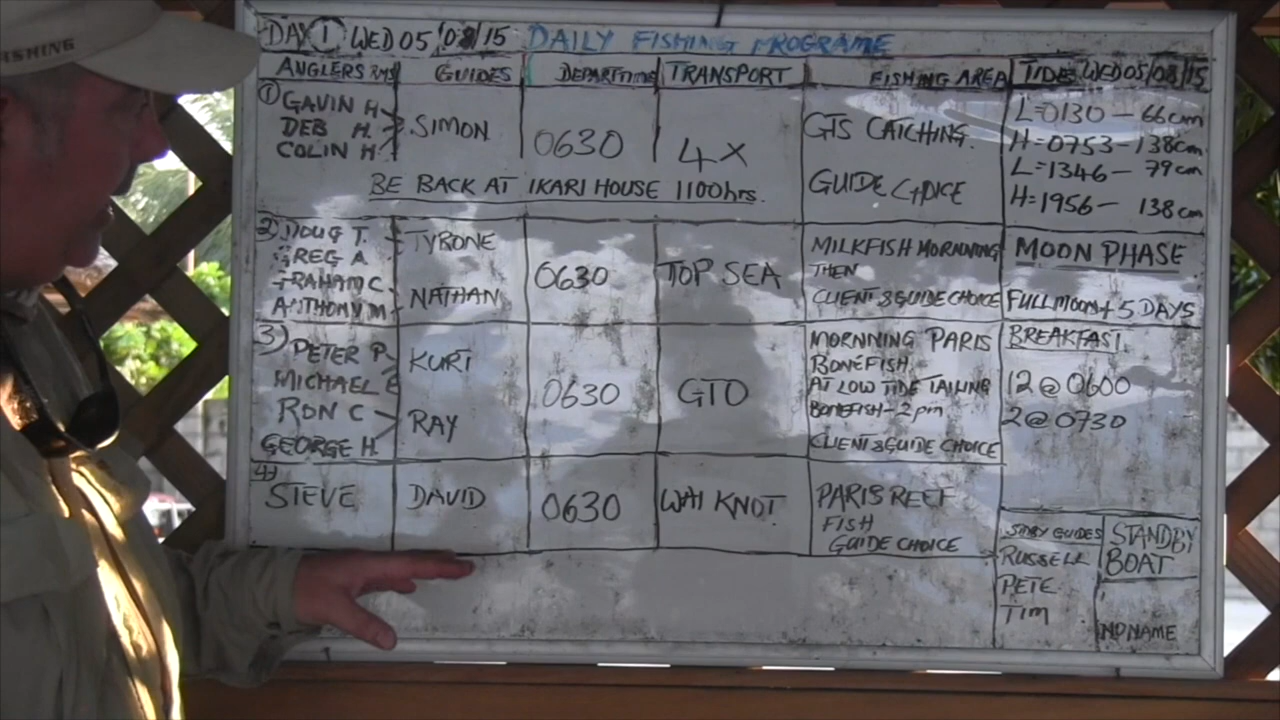 FISHING
DAY 1 WED 05/08/15 DAILY FISHING PROGRAME
ANGLERS GUIDES DEPART TIME TRANSPORT FISHING AREA TIDE WED 05/08/15
1 GAVIN H
DEB H.
COLIN H.
SIMON
0630
4X
BE BACK AT IKARI HOUSE 1100hrs.
GTS CATCHING.
GUIDE CHOICE
L=0130 – 66cm
H=0753 – 138cm
L=1346 – 79cm
H=1956 – 138cm
2) DOUG T.
REG A.
GRAHAM C.
ANTHONY M.
TYRONE
NATHAN
0630
TOP SEA
MILKFISH MORNNING
THEN
CLIENT & GUIDE CHOICE
MOON PHASE
FULL MOON + 5 DAYS
3) PETER P.
MICHAEL
RON C
GEORGE H.
KURT
RAY
0630
GTO
MORNNING PARIS
BONEFISH.
AT LOW TIDE TAILING
BONEFISH – 2pm
CLIENT & GUIDE CHOICE
BREAKFAST
12 @ 0600
2 @ 0730
4)
STEVE
DAVID
0630
WAI KNOT
PARIS REEF
FISH
GUIDE CHOICE
GUIDES
RUSSELL
PETE
TIM
STANDBY
BOAT
NO NAME